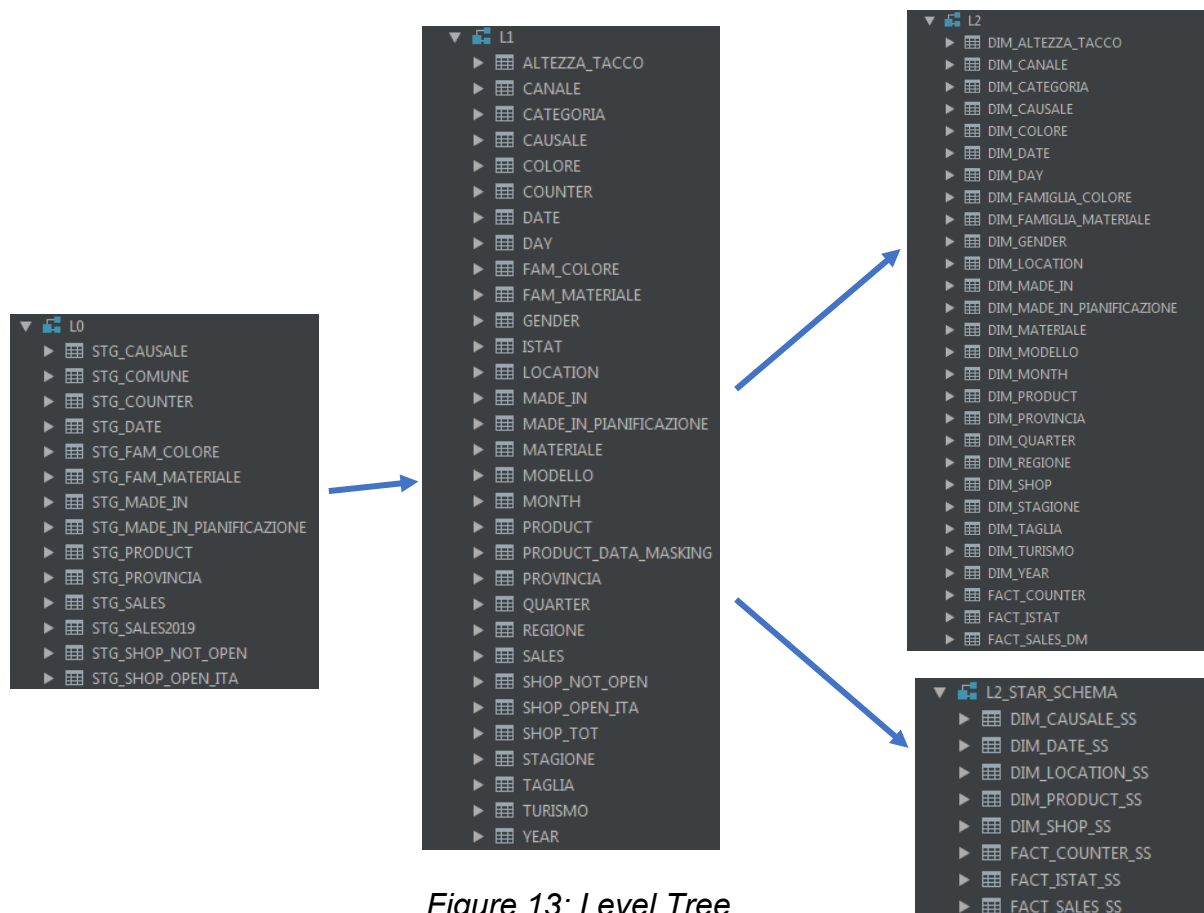 L0
STG_CAUSALE
STG_COMUNE
STG_COUNTER
STG_DATE
STG_FAM_COLORE
STG_FAM_MATERIALE
STG_MADE_IN
STG_MADE_IN_PIANIFICAZIONE
STG_PRODUCT
STG_PROVINCIA
STG_SALES
STG_SALES2019
STG_SHOP_NOT_OPEN
STG_SHOP_OPEN_ITA
L1
ALTEZZA_TACCO
CANALE
CATEGORIA
CAUSALE
COLORE
COUNTER
DATE
DAY
FAM_COLORE
FAM_MATERIALE
GENDER
ISTAT
LOCATION
MADE_IN
MADE_IN_PIANIFICAZIONE
MATERIALE
MODELLO
MONTH
PRODUCT
PRODUCT_DATA_MASKING
PROVINCIA
QUARTER
REGIONE
SALES
SHOP_NOT_OPEN
SHOP_OPEN_ITA
SHOP_TOT
STAGIONE
TAGLIA
TURISMO
YEAR
L2
DIM_ALTEZZA_TACCO
DIM_CANALE
DIM_CATEGORIA
DIM_CAUSALE
DIM_COLORE
DIM_DATE
DIM_DAY
DIM_FAMIGLIA_COLORE
DIM_FAMIGLIA_MATERIALE
DIM_GENDER
DIM_LOCATION
DIM_MADE_IN
DIM_MADE_IN_PIANIFICAZIONE
DIM_MATERIALE
DIM_MODELLO
DIM_MONTH
DIM_PRODUCT
DIM_PROVINCIA
DIM_QUARTER
DIM_REGIONE
DIM_SHOP
DIM_STAGIONE
DIM_TAGLIA
DIM_TURISMO
DIM_YEAR
FACT_COUNTER
FACT_ISTAT
FACT_SALES_DM
L2_STAR_SCHEMA
DIM_CAUSALE_SS
DIM_DATE_SS
DIM_LOCATION_SS
DIM_PRODUCT_SS
DIM_SHOP_SS
FACT_COUNTER_SS
FACT_ISTAT_SS
FACT_SALES_SS
Figure 13: Level Tree